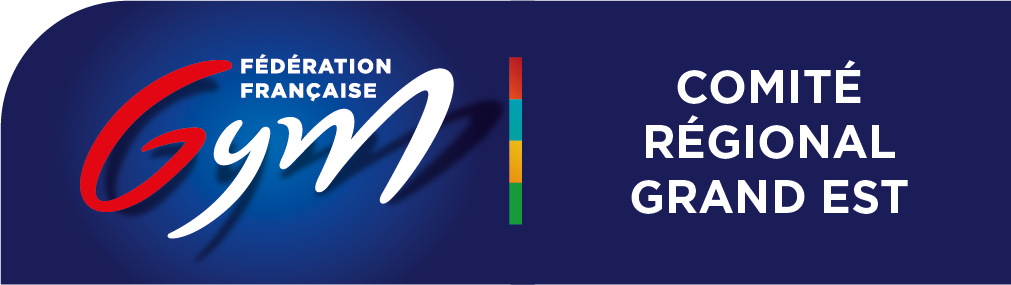 FÉDÉRATION
FRANÇAISE
Gym
COMITÉ
RÉGIONAL
GRAND EST